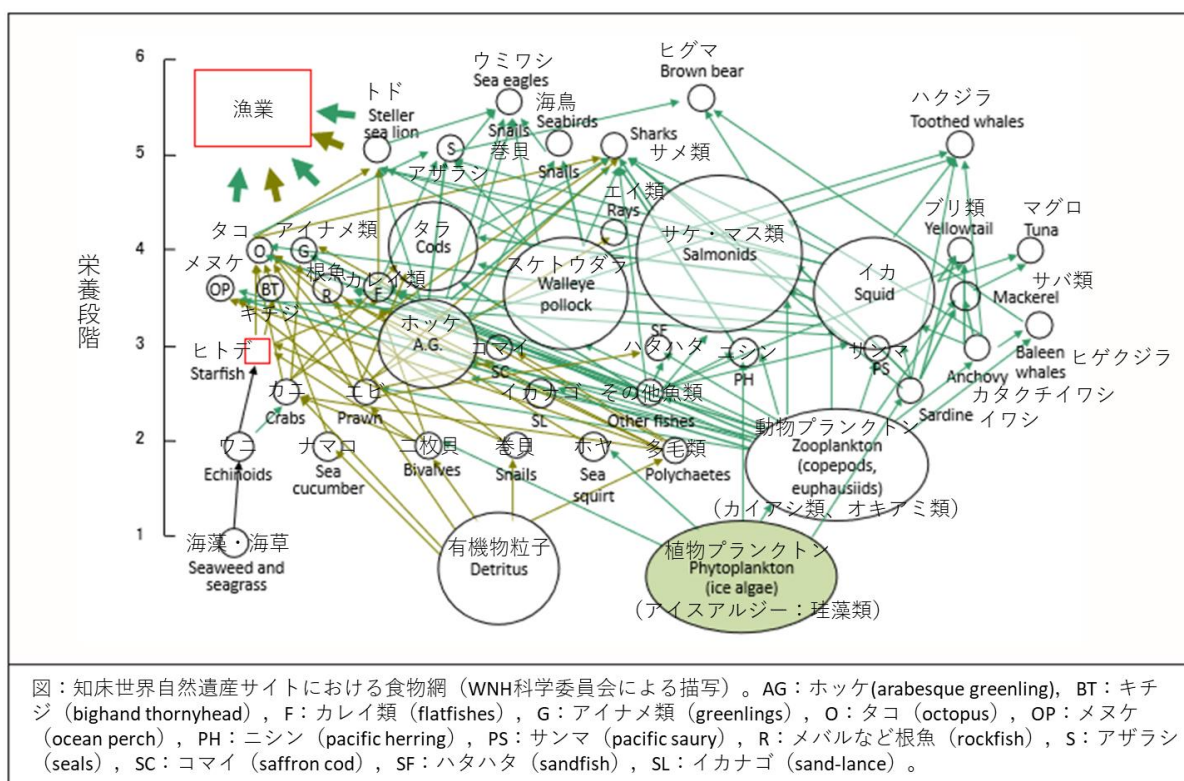 6
5
4
3
2
1
栄養段階
漁業
トド
Steller
sea lion
ウミワシ
Sea eagles
Snails
巻貝
海鳥
Seabirds
Snails
ヒグマ
Brown bear
Sharks
サメ類
ハクジラ
Toothed whales
S
アザラシ
エイ類
Rays
タコ
O
アイナメ類
G
タラ
Cods
サケ・マス類
Salmonids
ブリ類
Yellowtail
マグロ
Tuna
メヌケ
OP
BT
キチジ
根魚
R
カレイ類
F
スケトウダラ
Walleye
pollock
イカ
Squid
サバ類
Mackerel
ホッケ
A.G.
コマイ
SC
SF
ハタハタ
ニシン
PH
サンマ
PS
Anchovy
カタクチイワシ
Baleen
whales
ヒゲクジラ
ヒトデ
Starfish
カニ
Crabs
エビ
Prawn
イカナゴ
SL
その他魚類
Other fishes
Sardine
イワシ
ウニ
Echinoids
ナマコ
Sea
cucumber
二枚貝
Bivalves
巻貝
Snails
ホヤ
Sea
squirt
多毛類
Polychaetes
動物プランクトン
Zooplankton
(copepods,
euphausiids)
（カイアシ類、オキアミ類）
海藻・海草
Seaweed and
seagrass
有機物粒子
Detritus
植物プランクトン
Phytoplankton
(ice algae)
（アイスアルジー：珪藻類）
図：知床世界自然遺産サイトにおける食物網（WNH科学委員会による描写）。AG：ホッケ(arabesque greenling)，BT：キチ
ジ（bighand thornyhead），F：カレイ類（flatfishes），G：アイナメ類（greenlings），O：タコ（octopus），OP：メヌケ
（ocean perch），PH：ニシン（pacific herring），PS：サンマ（pacific saury），R：メバルなど根魚（rockfish），S：アザラシ
（seals），SC：コマイ（saffron cod），SF：ハタハタ（sandfish），SL：イカナゴ（sand-lance）。